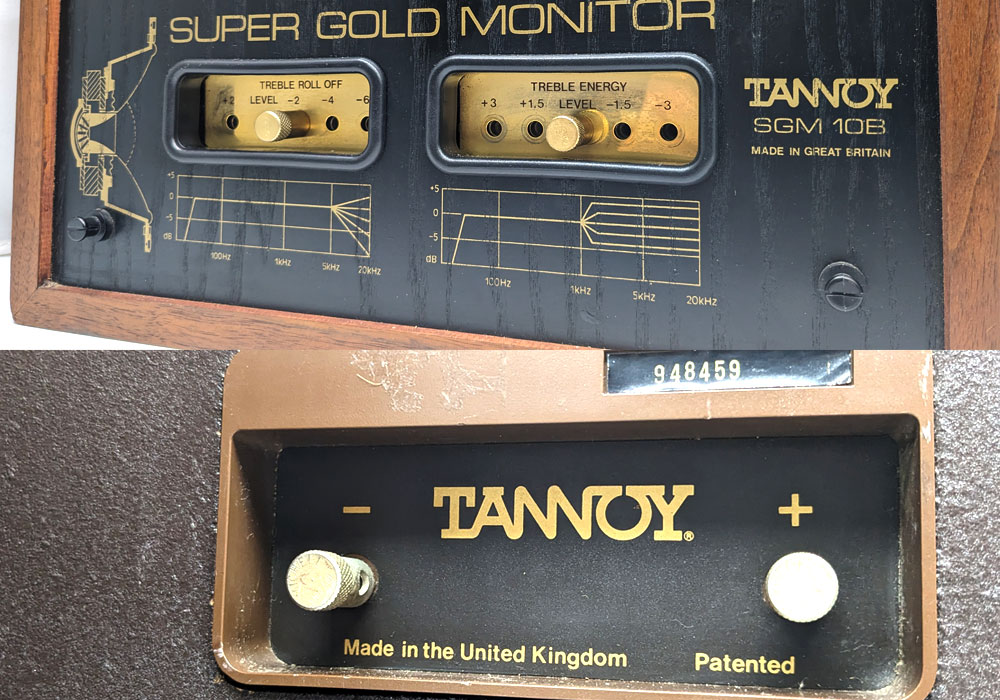 SUPER GOLD MONITOR
TREBLE ROLL OFF
+2 LEVEL -2 -4 -6
TREBLE ENERGY
+3 +1.5 LEVEL -1.5 -3
TANNOY
SGM 10B
MADE IN GREAT BRITAIN
+5
0
-5
dB
100Hz 1kHz 5kHz 20kHz
+5
0
-5
dB
100Hz 1kHz 5kHz 20kHz
948459
- +
TANNOY®
Made in the United Kingdom Patented